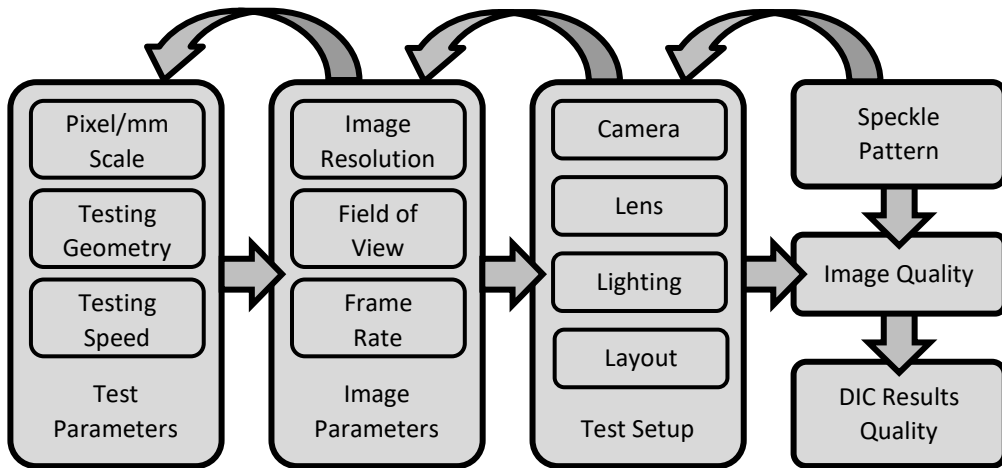 Pixel/mm
Scale
Testing
Geometry
Testing
Speed
Test
Parameters
Image
Resolution
Field of
View
Frame
Rate
Image
Parameters
Camera
Lens
Lighting
Layout
Test Setup
Speckle
Pattern
Image Quality
DIC Results
Quality